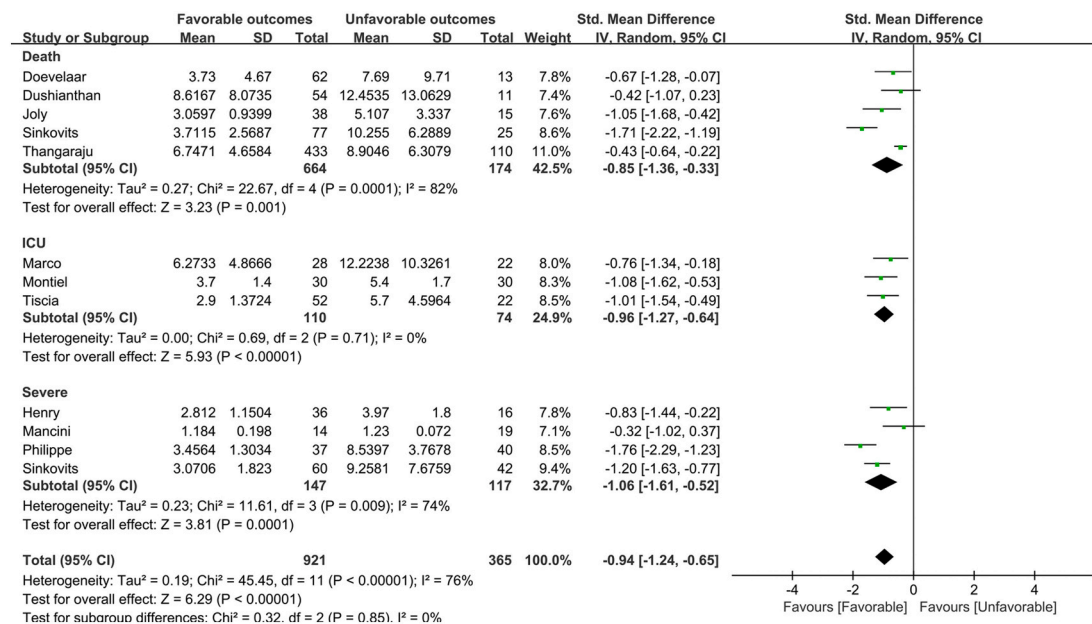 Favorable outcomes Unfavorable outcomes Std. Mean Difference Std. Mean Difference
Study or Subgroup Mean SD Total Mean SD Total Weight IV, Random, 95% CI IV, Random, 95% CI
Death
Doevelaar 3.73 4.67 62 7.69 9.71 13 7.8% -0.67 [-1.28, -0.07]
Dushianthan 8.6167 8.0735 54 12.4535 13.0629 11 7.4% -0.42 [-1.07, 0.23]
Joly 3.0597 0.9399 38 5.107 3.337 15 7.6% -1.05 [-1.68, -0.42]
Sinkovits 3.7115 2.5687 77 10.255 6.2889 25 8.6% -1.71 [-2.22, -1.19]
Thangaraju 6.7471 4.6584 433 8.9046 6.3079 110 11.0% -0.43 [-0.64, -0.22]
Subtotal (95% CI) 664 174 42.5% -0.85 [-1.36, -0.33]
Heterogeneity: Tau² = 0.27; Chi² = 22.67, df = 4 (P = 0.0001); I² = 82%
Test for overall effect: Z = 3.23 (P = 0.001)
ICU
Marco 6.2733 4.8666 28 12.2238 10.3261 22 8.0% -0.76 [-1.34, -0.18]
Montiel 3.7 1.4 30 5.4 1.7 30 8.3% -1.08 [-1.62, -0.53]
Tiscia 2.9 1.3724 52 5.7 4.5964 22 8.5% -1.01 [-1.54, -0.49]
Subtotal (95% CI) 110 74 24.9% -0.96 [-1.27, -0.64]
Heterogeneity: Tau² = 0.00; Chi² = 0.69, df = 2 (P = 0.71); I² = 0%
Test for overall effect: Z = 5.93 (P < 0.00001)
Severe
Henry 2.812 1.1504 36 3.97 1.8 16 7.8% -0.83 [-1.44, -0.22]
Mancini 1.184 0.198 14 1.23 0.072 19 7.1% -0.32 [-1.02, 0.37]
Philippe 3.4564 1.3034 37 8.5397 3.7678 40 8.5% -1.76 [-2.29, -1.23]
Sinkovits 3.0706 1.823 60 9.2581 7.6759 42 9.4% -1.20 [-1.63, -0.77]
Subtotal (95% CI) 147 117 32.7% -1.06 [-1.61, -0.52]
Heterogeneity: Tau² = 0.23; Chi² = 11.61, df = 3 (P = 0.009); I² = 74%
Test for overall effect: Z = 3.81 (P = 0.0001)
Total (95% CI) 921 365 100.0% -0.94 [-1.24, -0.65]
Heterogeneity: Tau² = 0.19; Chi² = 45.45, df = 11 (P < 0.00001); I² = 76%
Test for overall effect: Z = 6.29 (P < 0.00001)
Test for subgroup differences: Chi² = 0.32, df = 2 (P = 0.85), I² = 0%
-4 -2 0 2 4
Favours [Favorable] Favours [Unfavorable]